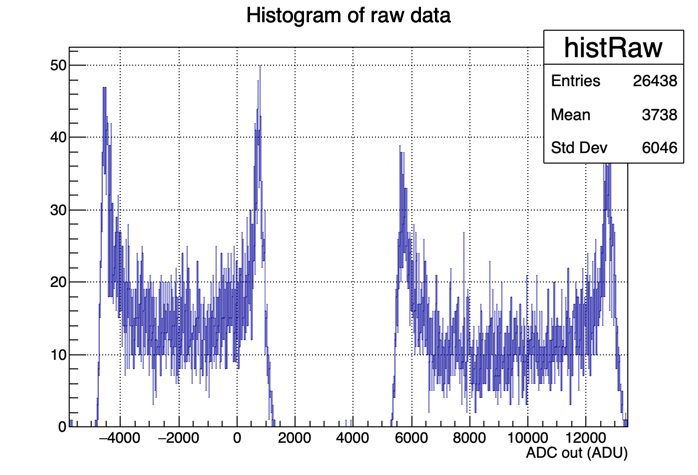 Histogram of raw data
histRaw
Entries 26438
Mean 3738
Std Dev 6046
50
40
30
20
10
0
−4000 −2000 0 2000 4000 6000 8000 10000 12000
ADC out (ADU)